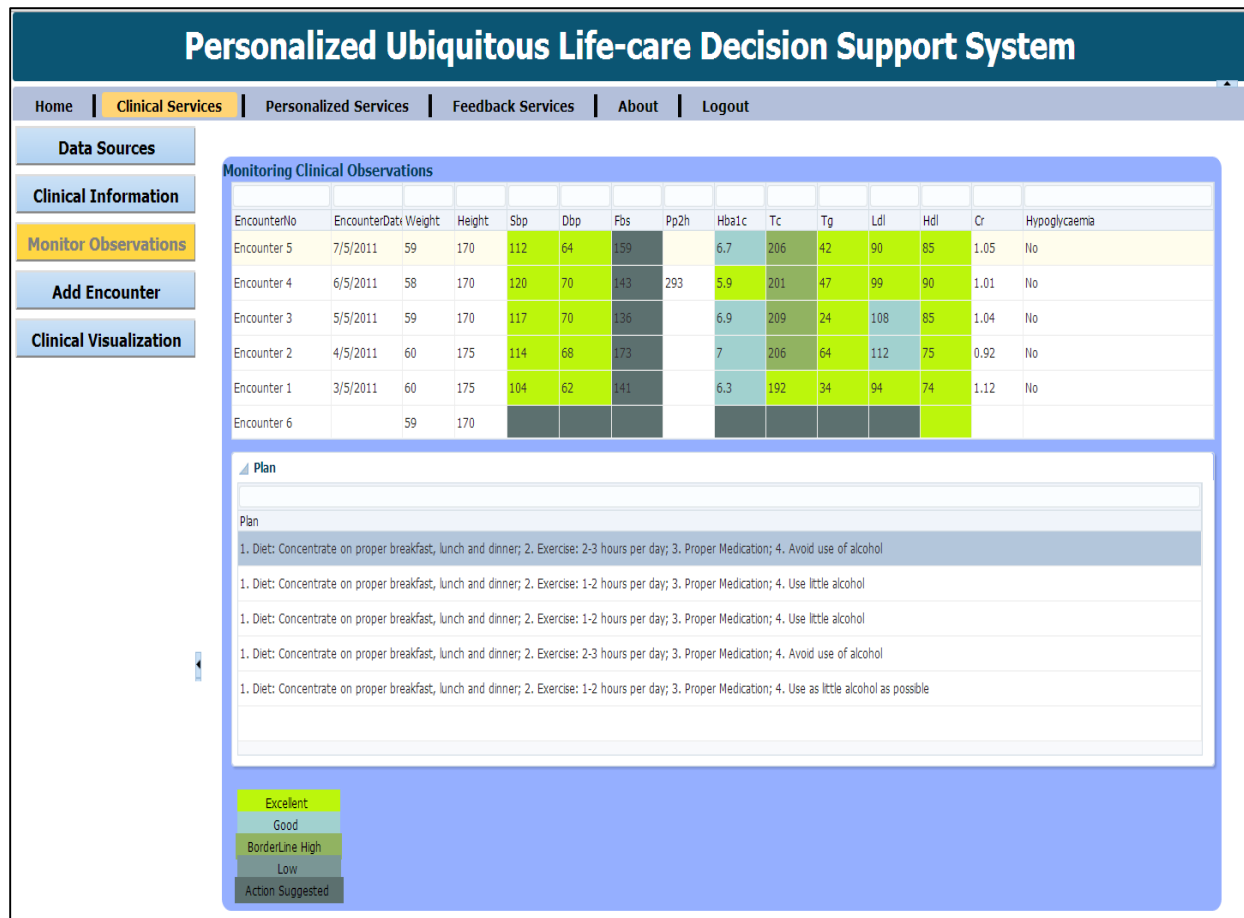 Personalized Ubiquitous Life-care Decision Support System
Home Clinical Services Personalized Services Feedback Services About Logout
Data Sources
Clinical Information
Monitor Observations
Add Encounter
Clinical Visualization
Monitoring Clinical Observations
EncounterNo EncounterDate Weight Height Sbp Dbp Fbs Pp2h Hba1c Tc Tg Ldl Hdl Cr Hypoglycaemia
Encounter 5 7/5/2011 59 170 112 64 159 6.7 206 42 90 85 1.05 No
Encounter 4 6/5/2011 58 170 120 70 143 293 5.9 201 47 99 90 1.01 No
Encounter 3 5/5/2011 59 170 117 70 136 6.9 209 24 108 85 1.04 No
Encounter 2 4/5/2011 60 175 114 68 173 7 206 64 112 75 0.92 No
Encounter 1 3/5/2011 60 175 104 62 141 6.3 192 34 94 74 1.12 No
Encounter 6 59 170
Plan
Plan
1. Diet: Concentrate on proper breakfast, lunch and dinner; 2. Exercise: 2-3 hours per day; 3. Proper Medication; 4. Avoid use of alcohol
1. Diet: Concentrate on proper breakfast, lunch and dinner; 2. Exercise: 1-2 hours per day; 3. Proper Medication; 4. Use little alcohol
1. Diet: Concentrate on proper breakfast, lunch and dinner; 2. Exercise: 1-2 hours per day; 3. Proper Medication; 4. Use little alcohol
1. Diet: Concentrate on proper breakfast, lunch and dinner; 2. Exercise: 2-3 hours per day; 3. Proper Medication; 4. Avoid use of alcohol
1. Diet: Concentrate on proper breakfast, lunch and dinner; 2. Exercise: 1-2 hours per day; 3. Proper Medication; 4. Use as little alcohol as possible
Excellent
Good
BorderLine High
Low
Action Suggested